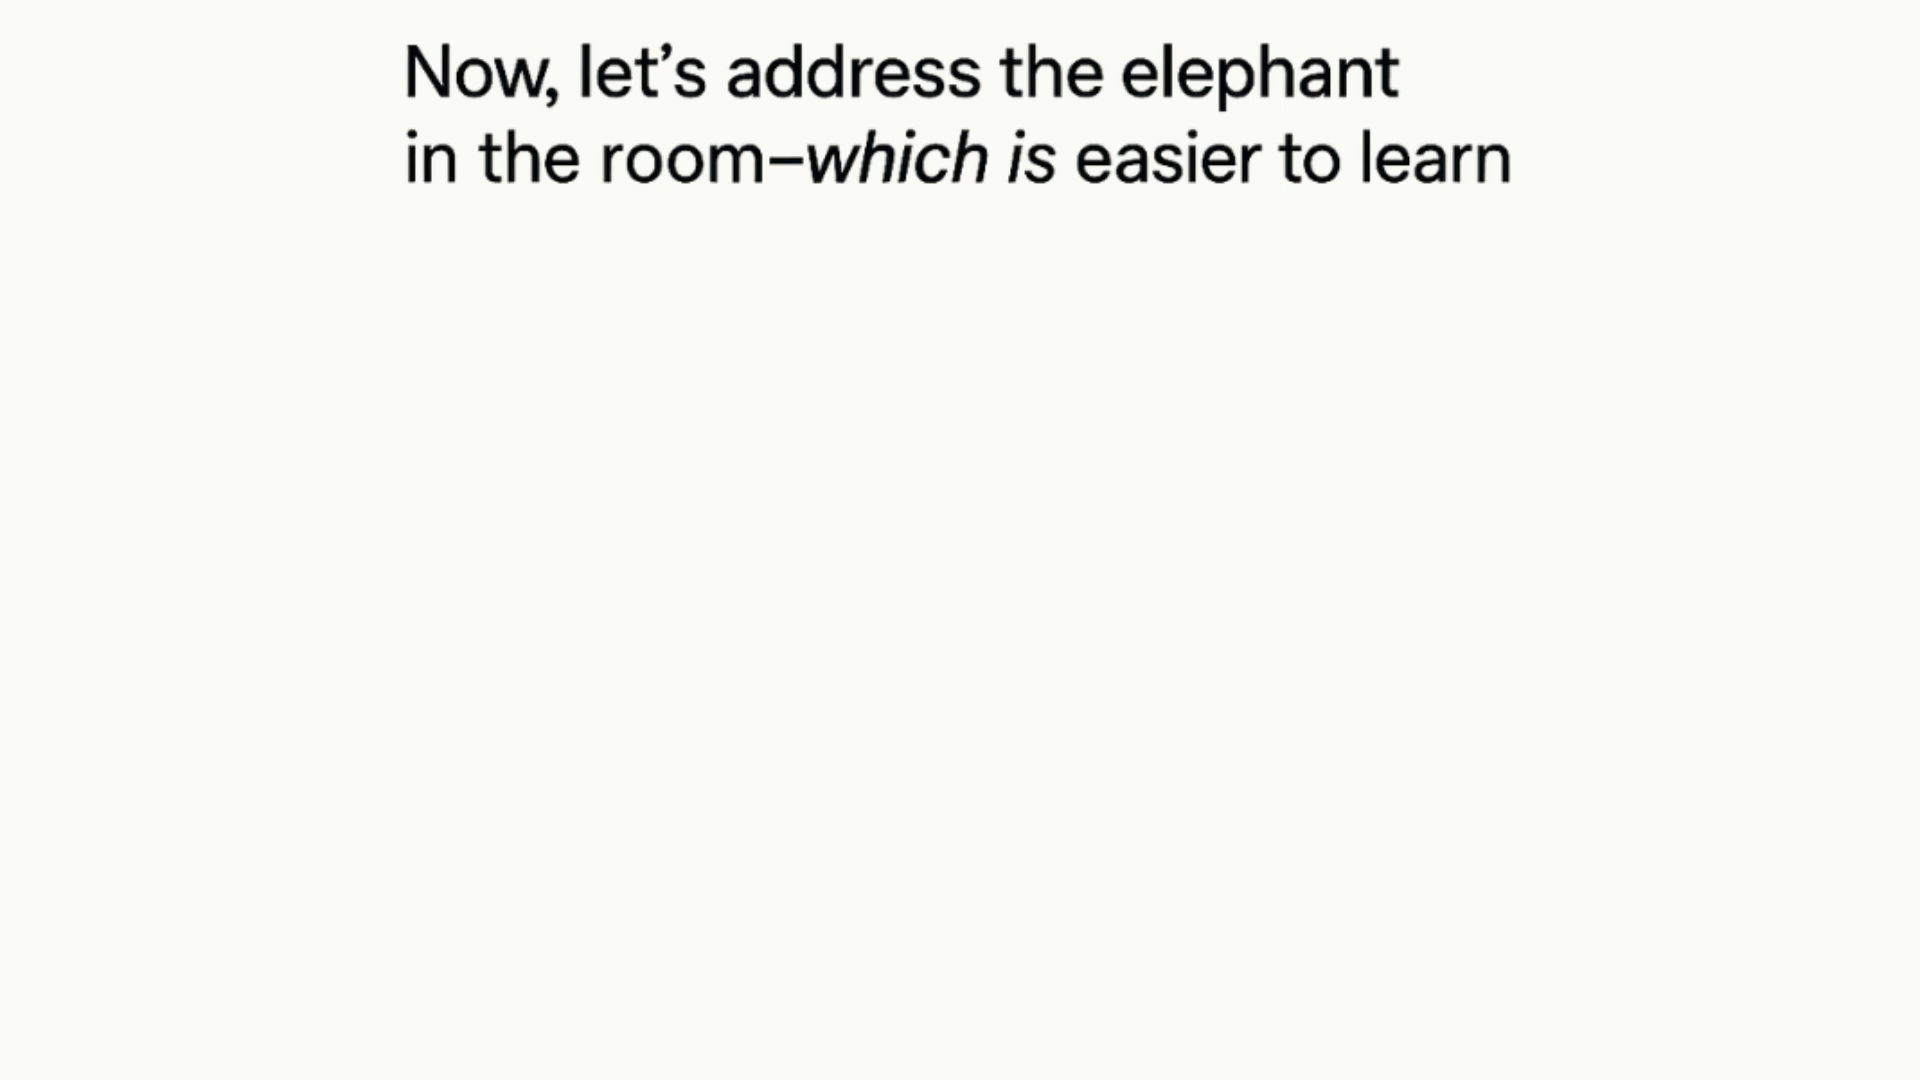 Now, let’s address the elephant
in the room–which is easier to learn